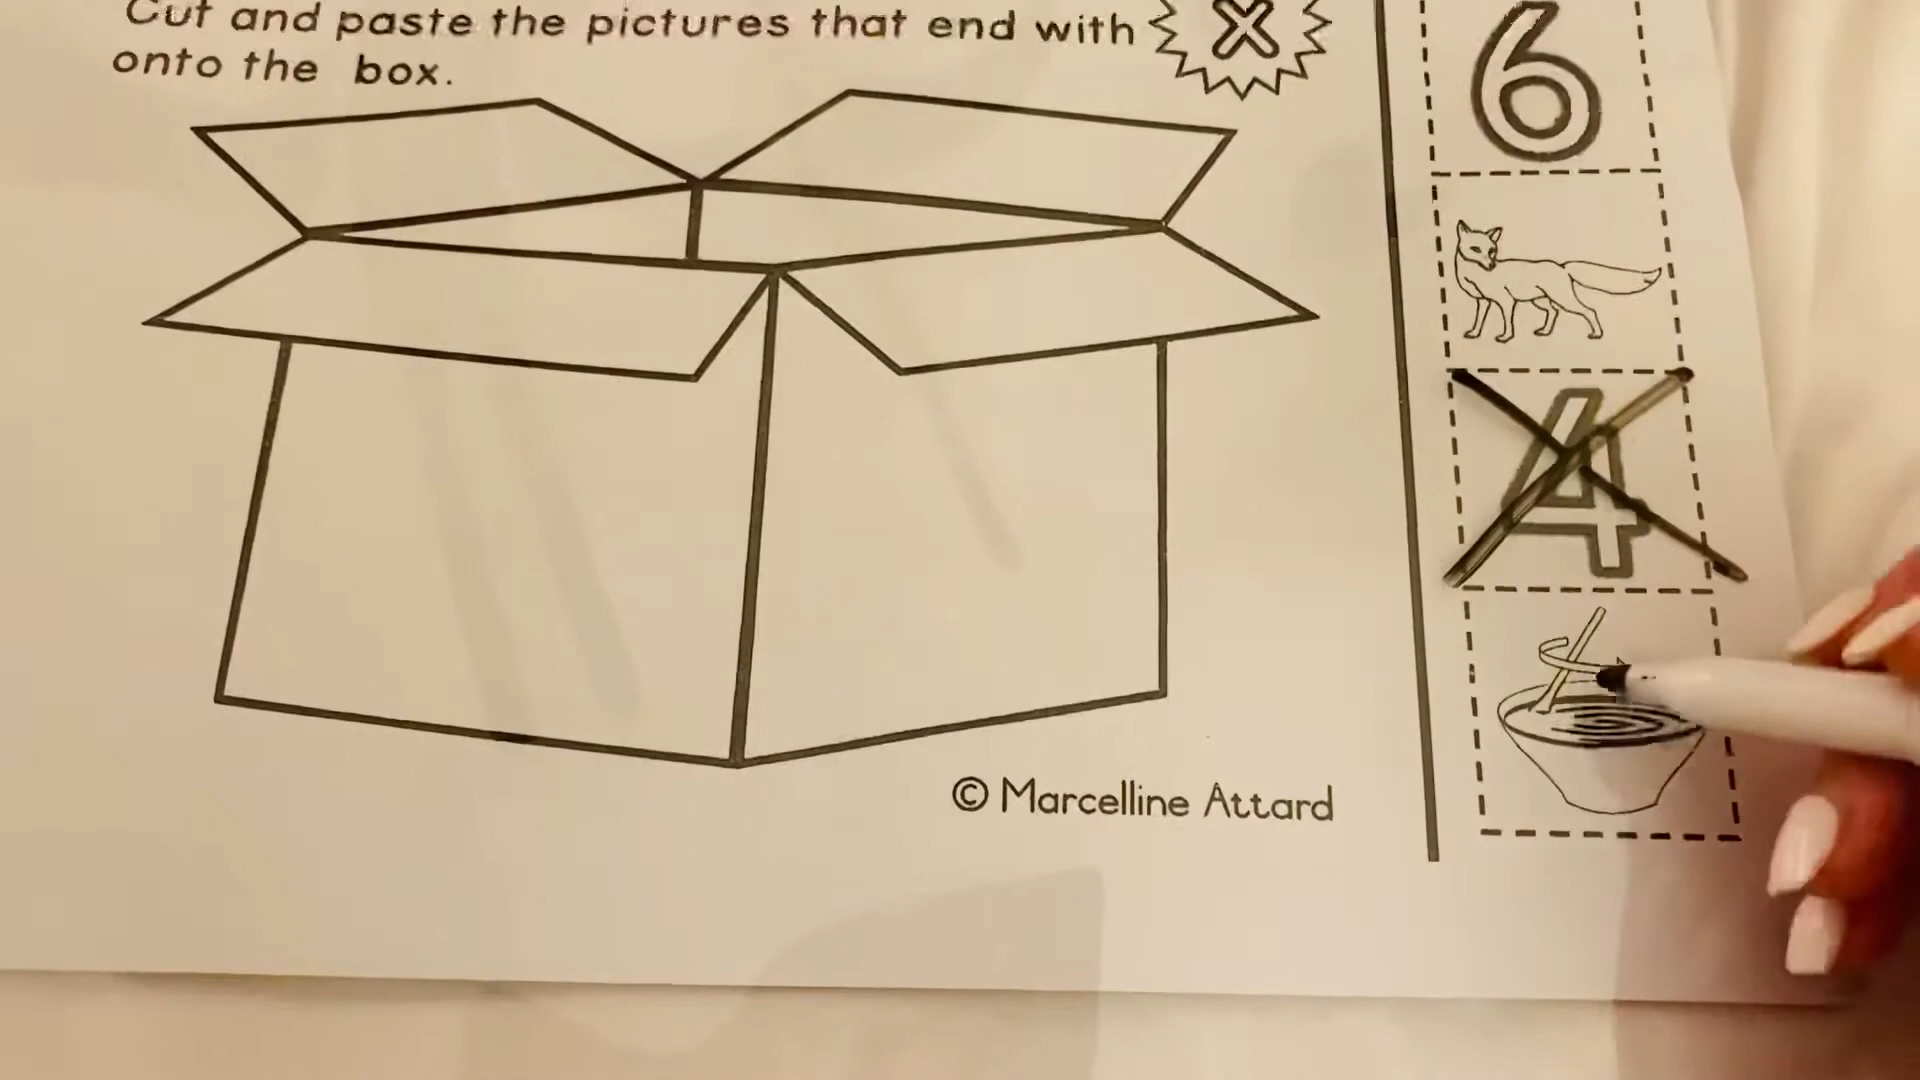 Cut and paste the pictures that end with X
onto the box.
6
4
© Marcelline Attard